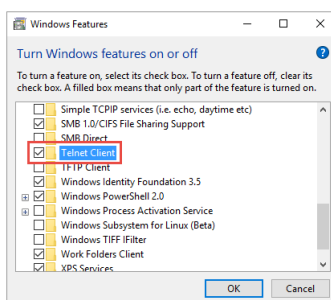 Windows Features
Turn Windows features on or off
To turn a feature on, select its check box. To turn a feature off, clear its
check box. A filled box means that only part of the feature is turned on.
Simple TCPIP services (i.e. echo, daytime etc)
SMB 1.0/CIFS File Sharing Support
SMB Direct
Telnet Client
TFTP Client
Windows Identity Foundation 3.5
Windows PowerShell 2.0
Windows Process Activation Service
Windows Subsystem for Linux (Beta)
Windows TIFF IFilter
Work Folders Client
XPS Services
OK
Cancel